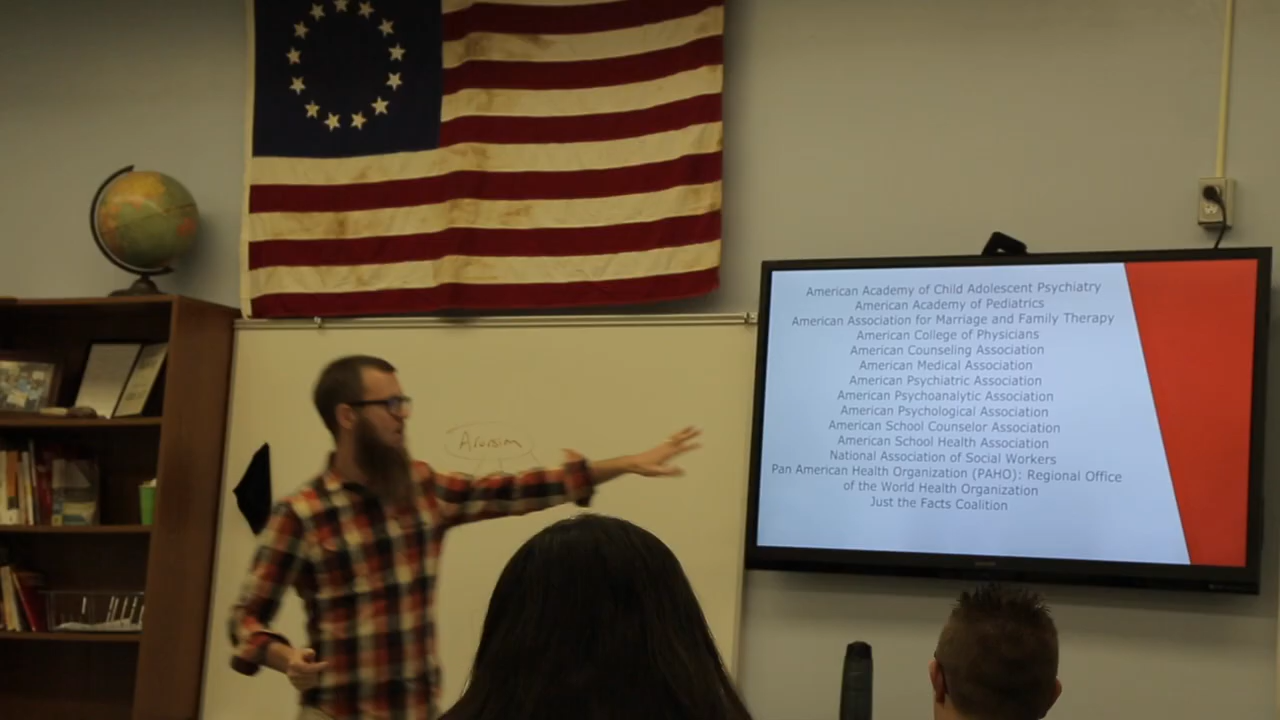 American Academy of Child Adolescent Psychiatry
American Academy of Pediatrics
American Association for Marriage and Family Therapy
American College of Physicians
American Counseling Association
American Medical Association
American Psychiatric Association
American Psychoanalytic Association
American Psychological Association
American School Counselor Association
American School Health Association
National Association of Social Workers
Pan American Health Organization (PAHO): Regional Office
of the World Health Organization
Just the Facts Coalition
Aversion